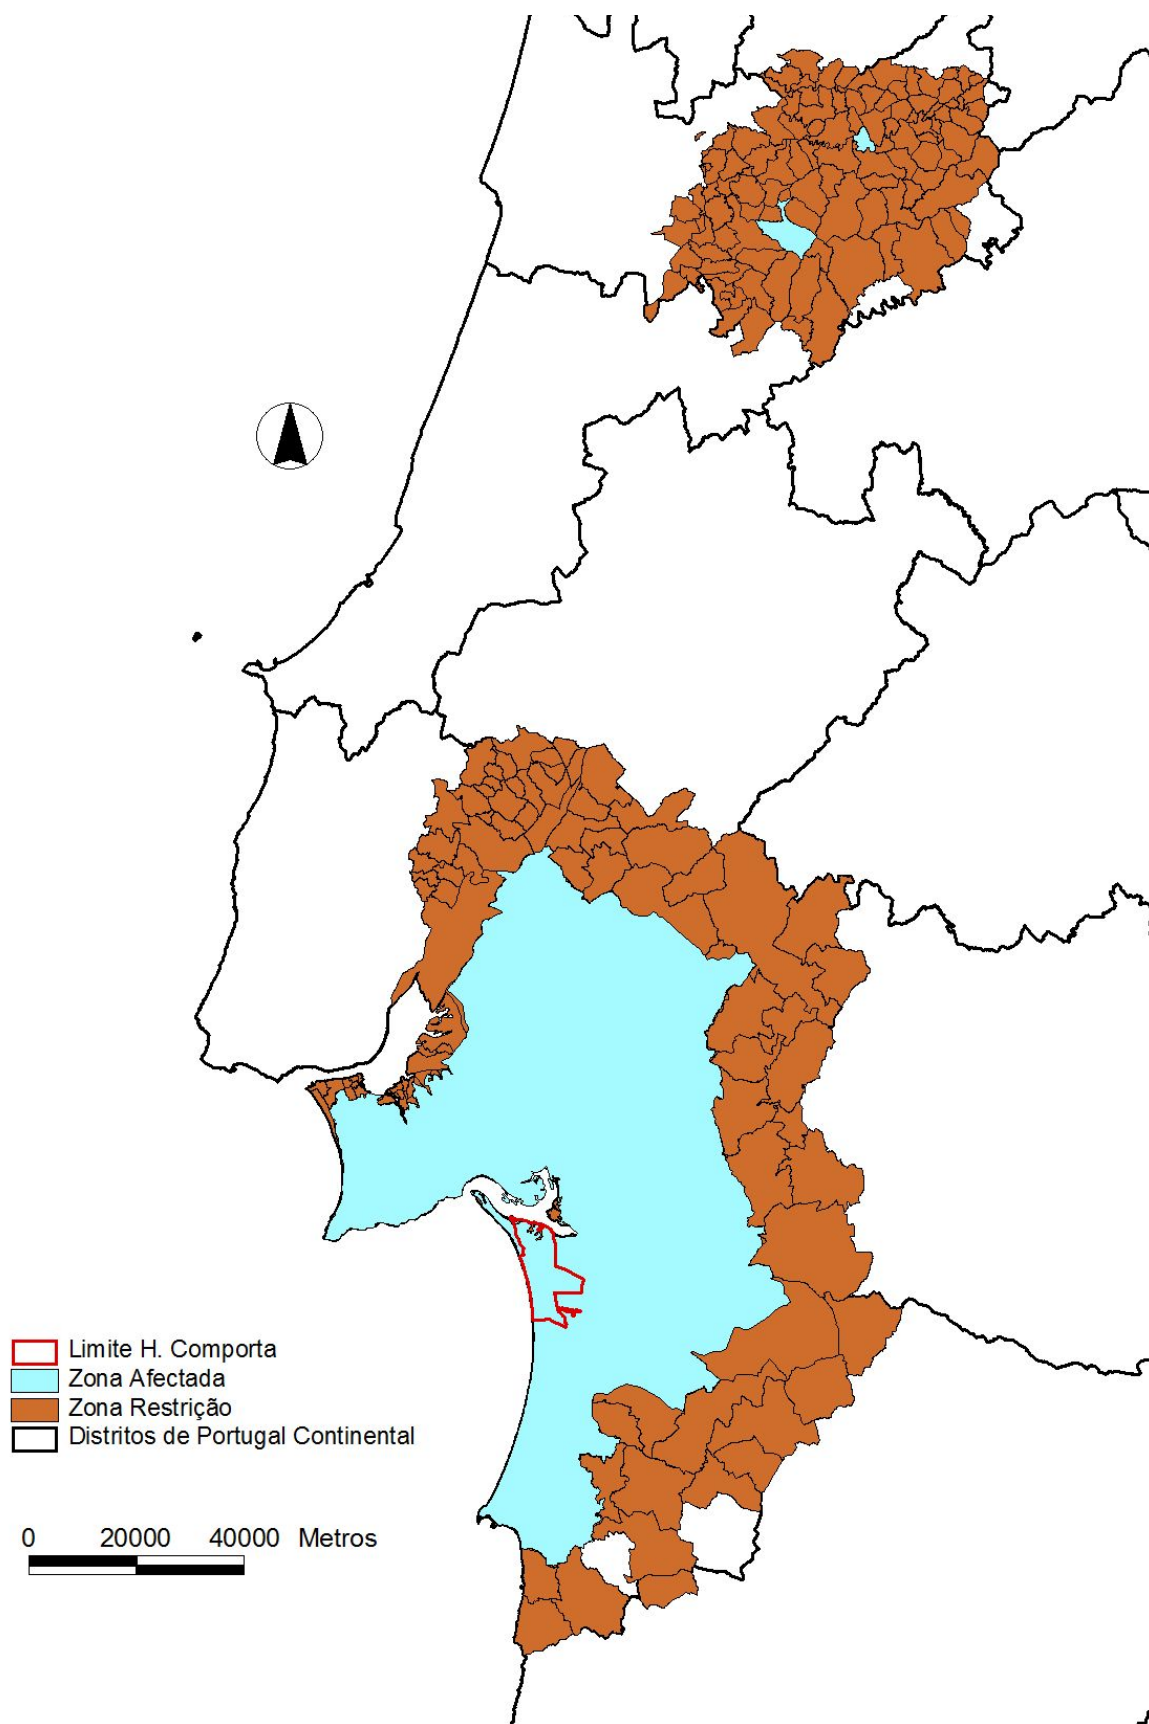 Limite H. Comporta
Zona Afectada
Zona Restrição
Distritos de Portugal Continental
0 20000 40000 Metros